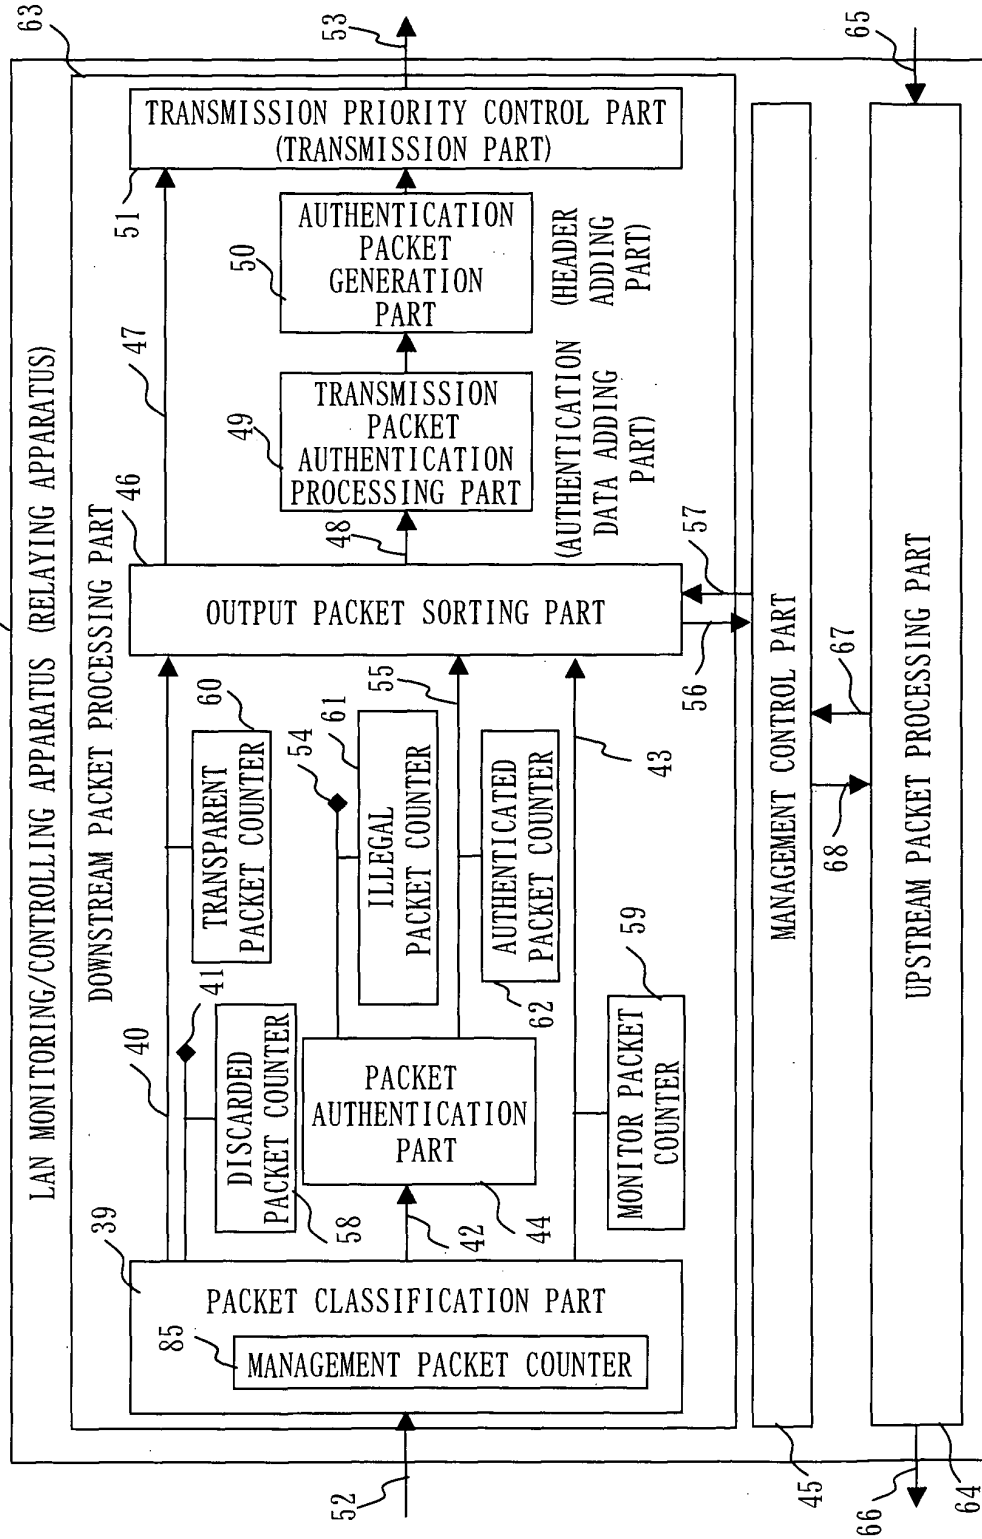 LAN MONITORING/CONTROLLING APPARATUS (RELAYING APPARATUS)
63
DOWNSTREAM PACKET PROCESSING PART
39
40
41
60
46
47
51
TRANSPARENT
PACKET COUNTER
DISCARDED
PACKET COUNTER
58
54
61
ILLEGAL
PACKET COUNTER
52
85
PACKET CLASSIFICATION PART
MANAGEMENT PACKET COUNTER
42
44
PACKET
AUTHENTICATION
PART
55
AUTHENTICATED
PACKET COUNTER
62
43
59
MONITOR PACKET
COUNTER
OUTPUT PACKET SORTING PART
48
49
TRANSMISSION
PACKET
AUTHENTICATION
PROCESSING PART
(AUTHENTICATION
DATA ADDING
PART)
50
AUTHENTICATION
PACKET
GENERATION
PART
(HEADER
ADDING
PART)
TRANSMISSION PRIORITY CONTROL PART
(TRANSMISSION PART)
53
56
57
45
MANAGEMENT CONTROL PART
68
67
65
66
64
UPSTREAM PACKET PROCESSING PART